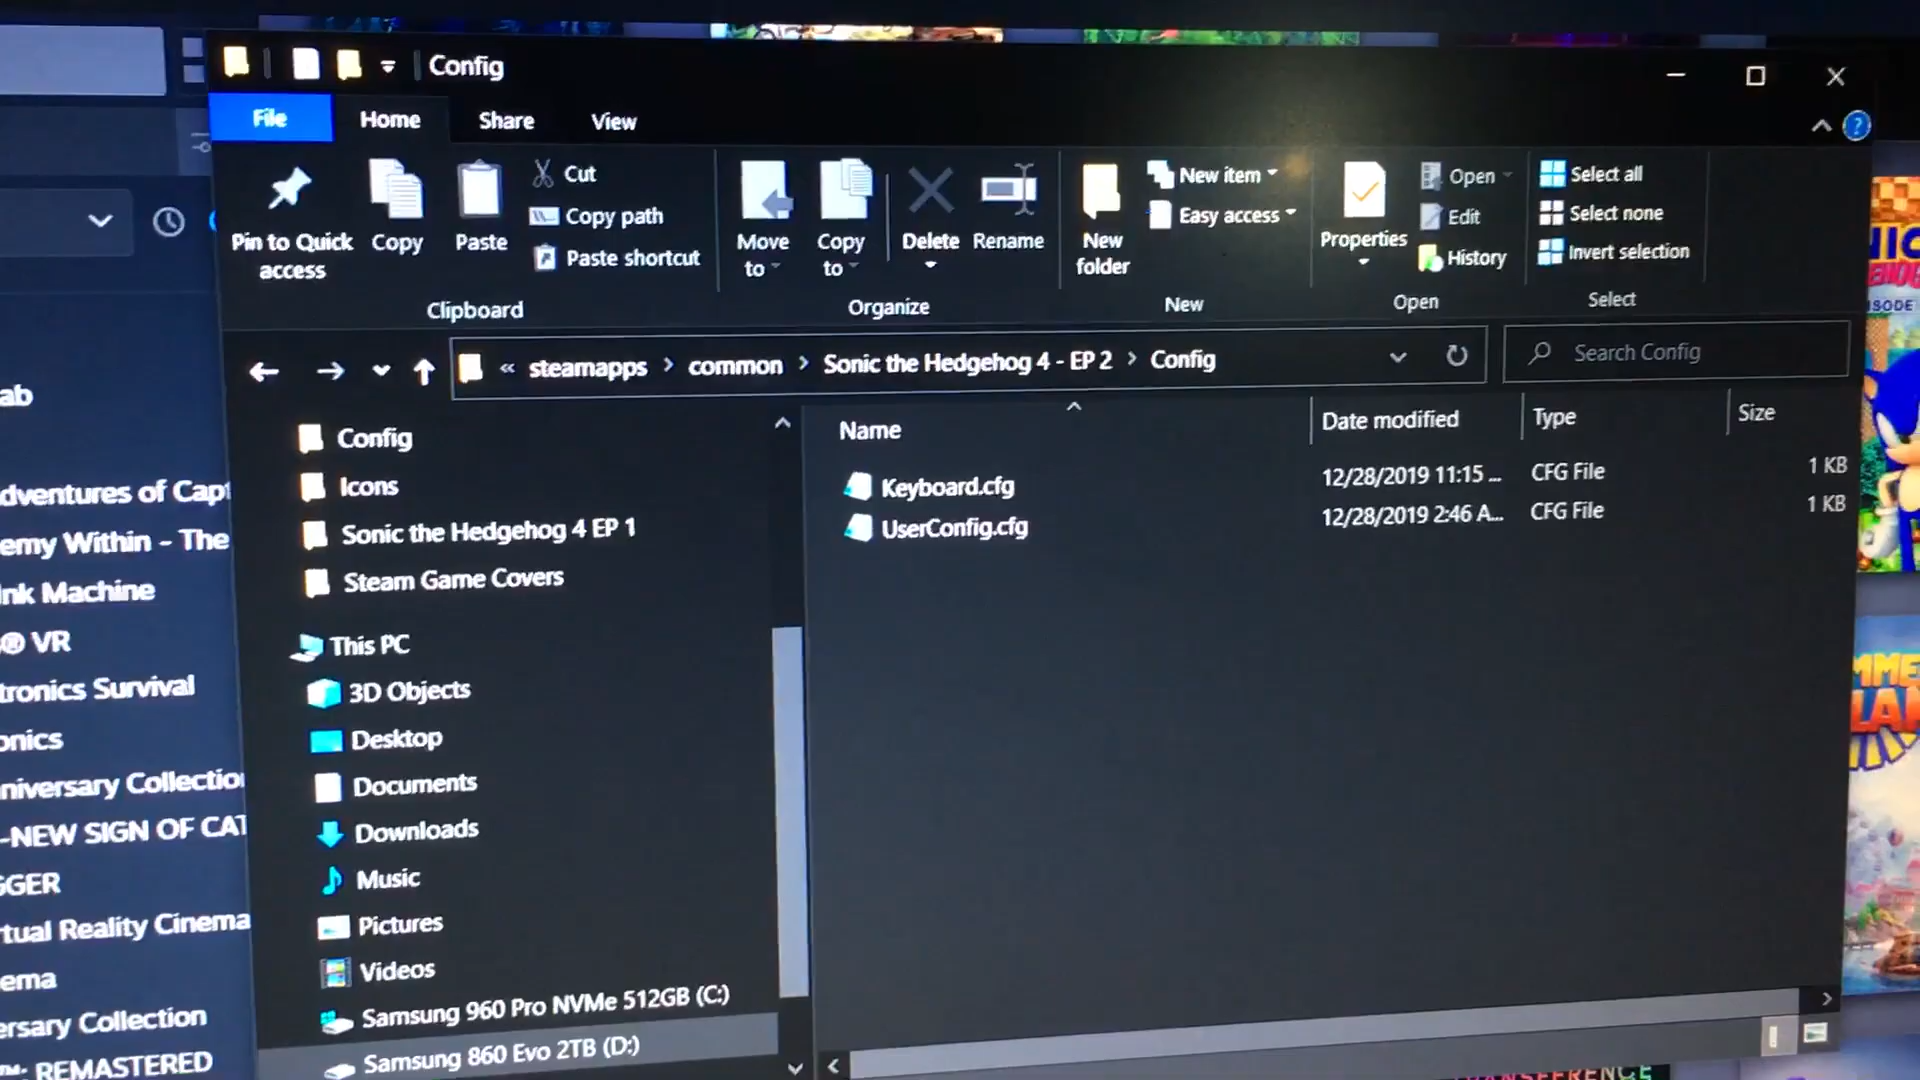 Config
File Home Share View
Pin to Quick access
Copy
Paste
Cut
Copy path
Paste shortcut
Clipboard
Move to
Copy to
Delete
Rename
Organize
New folder
New item
Easy access
New
Properties
Open
Edit
History
Open
Select all
Select none
Invert selection
Select
« steamapps > common > Sonic the Hedgehog 4 - EP 2 > Config
Search Config
Name Date modified Type Size
Keyboard.cfg 12/28/2019 11:15 ... CFG File 1 KB
UserConfig.cfg 12/28/2019 2:46 A... CFG File 1 KB
Config
Icons
Sonic the Hedgehog 4 EP 1
Steam Game Covers
This PC
3D Objects
Desktop
Documents
Downloads
Music
Pictures
Videos
Samsung 960 Pro NVMe 512GB (C:)
Samsung 860 Evo 2TB (D:)
ab
dventures of Capt
emy Within - The
Ink Machine
® VR
tronics Survival
onics
niversary Collection
-NEW SIGN OF CAT
GGER
rtual Reality Cinema
ema
ersary Collection
REMASTERED